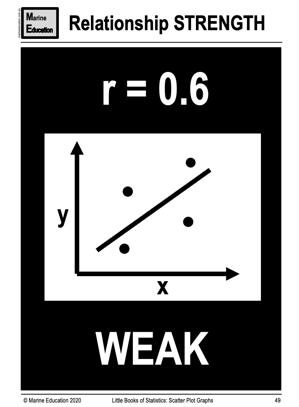 Marine
Education
Relationship STRENGTH
r = 0.6
y
x
WEAK
© Marine Education 2020 Little Books of Statistics: Scatter Plot Graphs 49